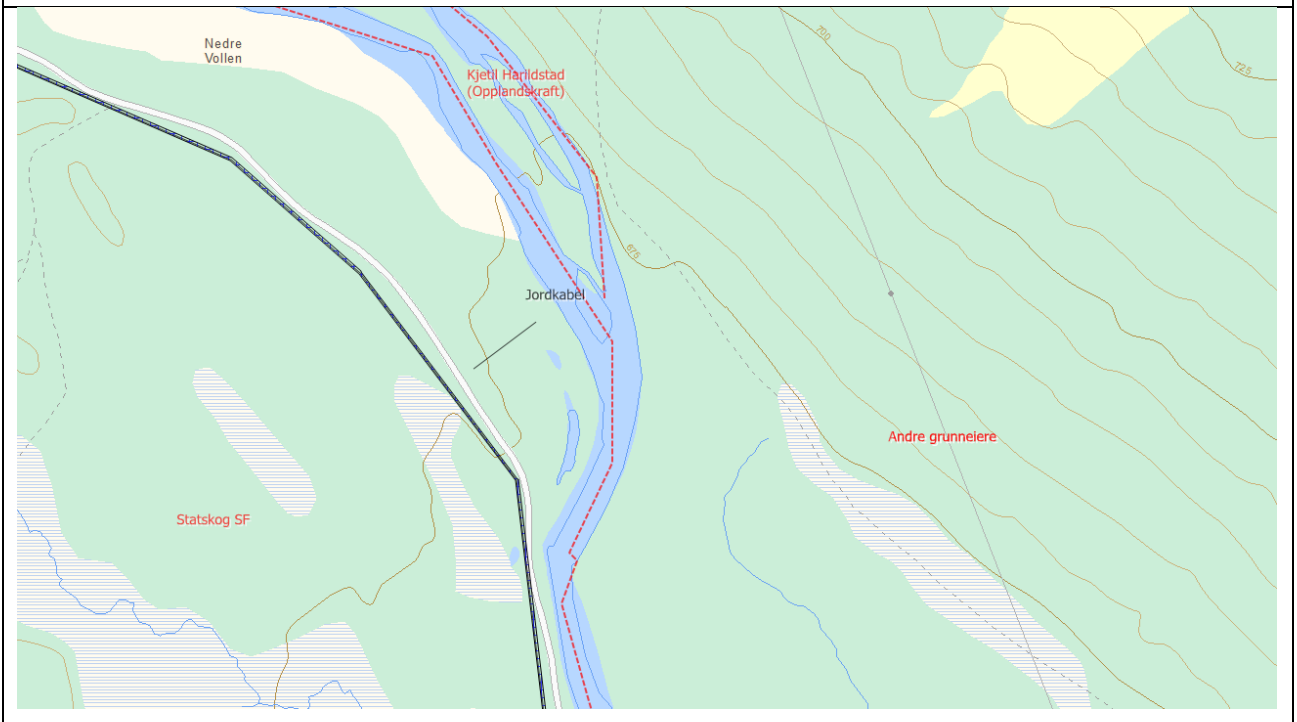 Nedre
Vollen
Kjetil Harildstad
(Opplandskraft)
700
725
675
Jordkabel
Andre grunneiere
Statskog SF